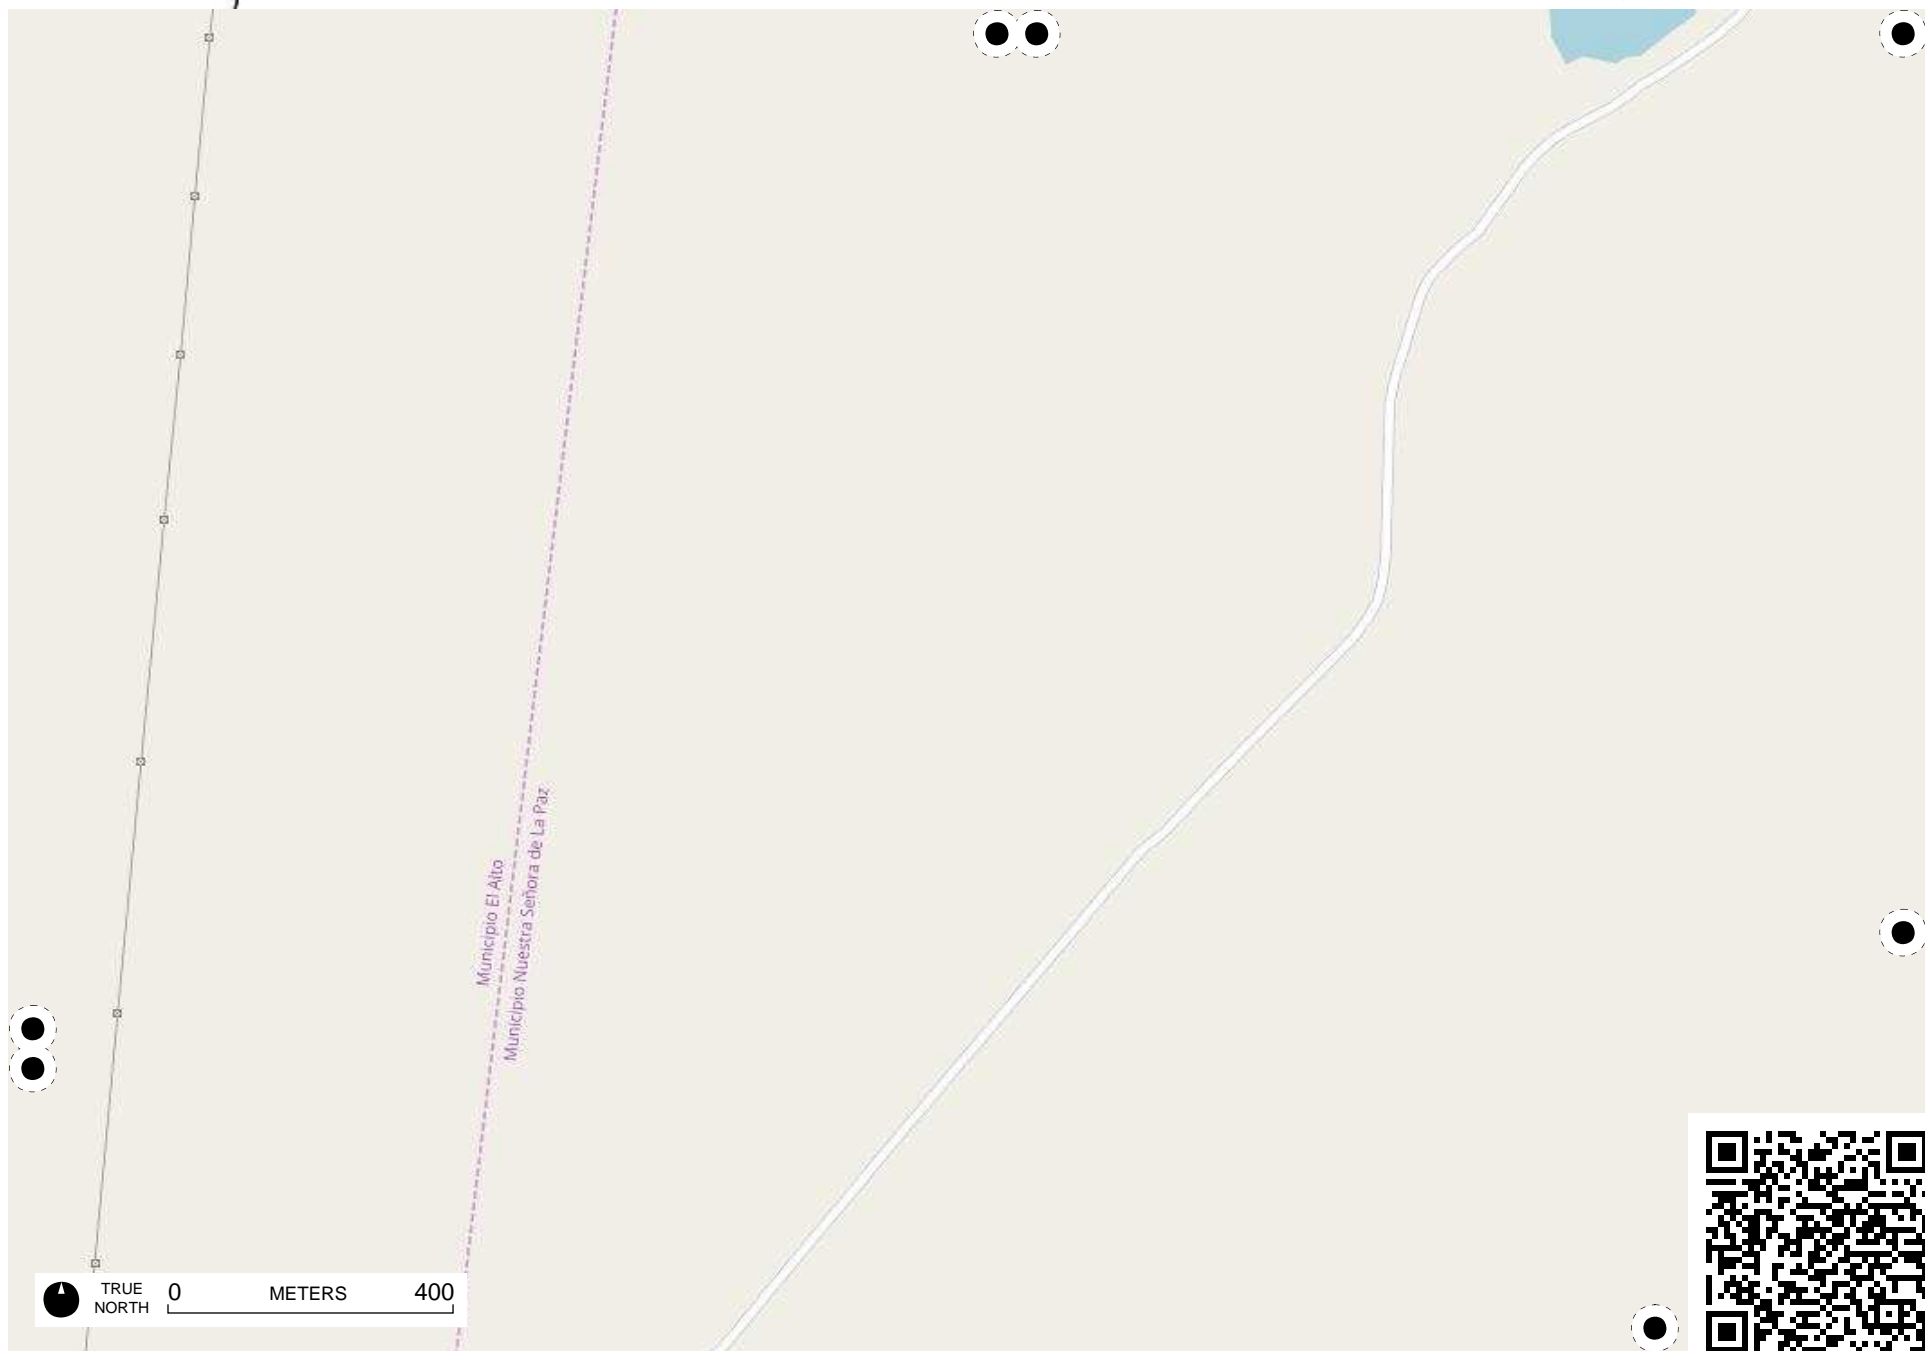 Municipio El Alto
Municipio Nuestra Señora de La Paz
TRUE
NORTH
0 METERS 400